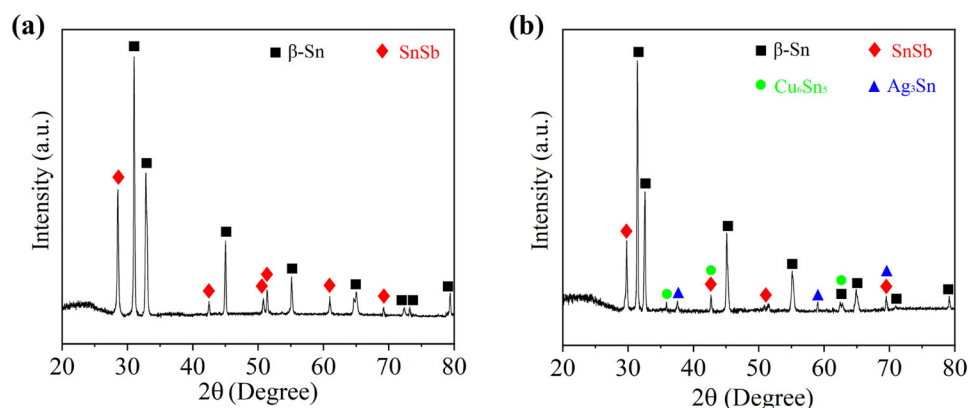 (a)
■ β-Sn ◆ SnSb
Intensity (a.u.)
20 30 40 50 60 70 80
2θ (Degree)
(b)
■ β-Sn ◆ SnSb
● Cu₆Sn₅ ▲ Ag₃Sn
Intensity (a.u.)
20 30 40 50 60 70 80
2θ (Degree)